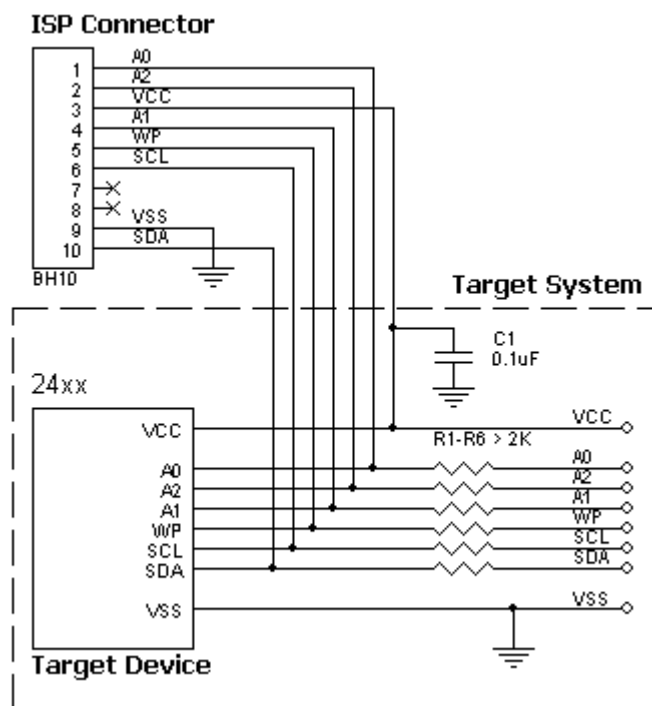 ISP Connector
1 A0
2 A2
3 VCC
4 A1
5 WP
6 SCL
7
8
9 VSS
10 SDA
BH10
Target System
C1
0.1uF
24xx
VCC
R1-R6 > 2K
VCC
A0 A0
A2 A2
A1 A1
WP WP
SCL SCL
SDA SDA
VSS VSS
Target Device